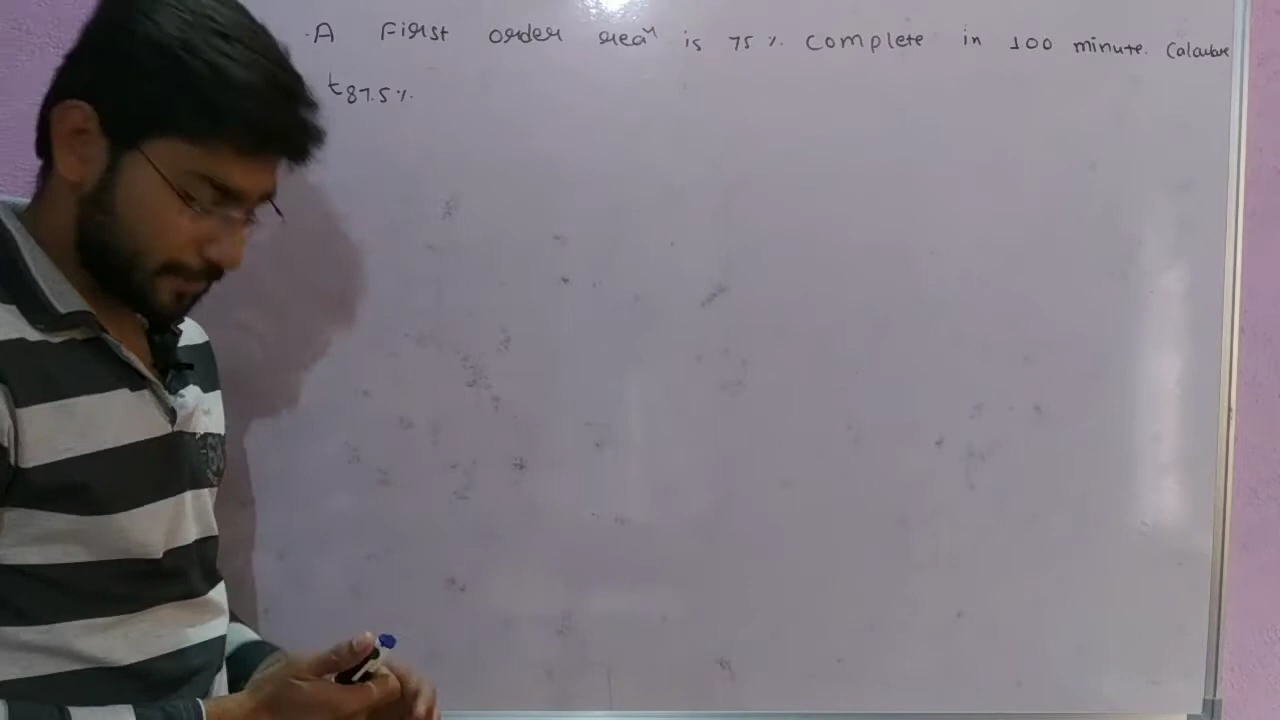 A First order reaⁿ is 75 %. complete in 100 minute. Calculate
t87.5%.